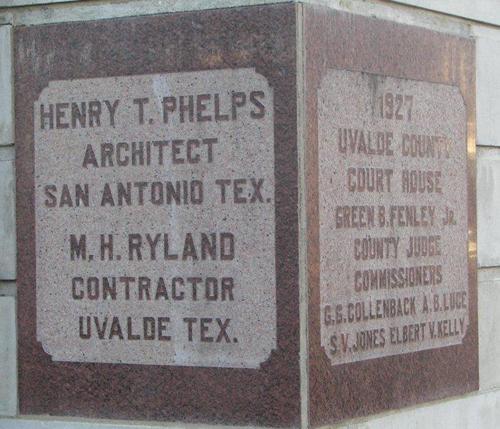 HENRY T. PHELPS
ARCHITECT
SAN ANTONIO TEX.
M. H. RYLAND
CONTRACTOR
UVALDE TEX.
1927
UVALDE COUNTY
COURT HOUSE
GREEN B. FENLEY Jr.
COUNTY JUDGE
COMMISSIONERS
G. G. COLLENBACK A. B. LUCE
S. V. JONES ELBERT V. KELLY